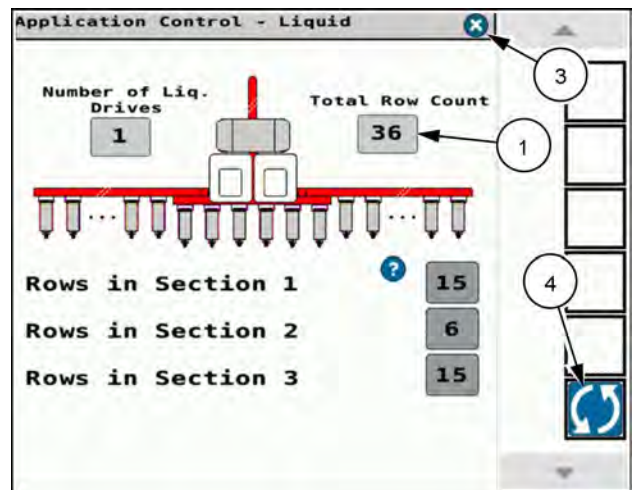 Application Control - Liquid
3
Number of Liq.
Drives
Total Row Count
1
36
1
?
Rows in Section 1
15
4
Rows in Section 2
6
Rows in Section 3
15